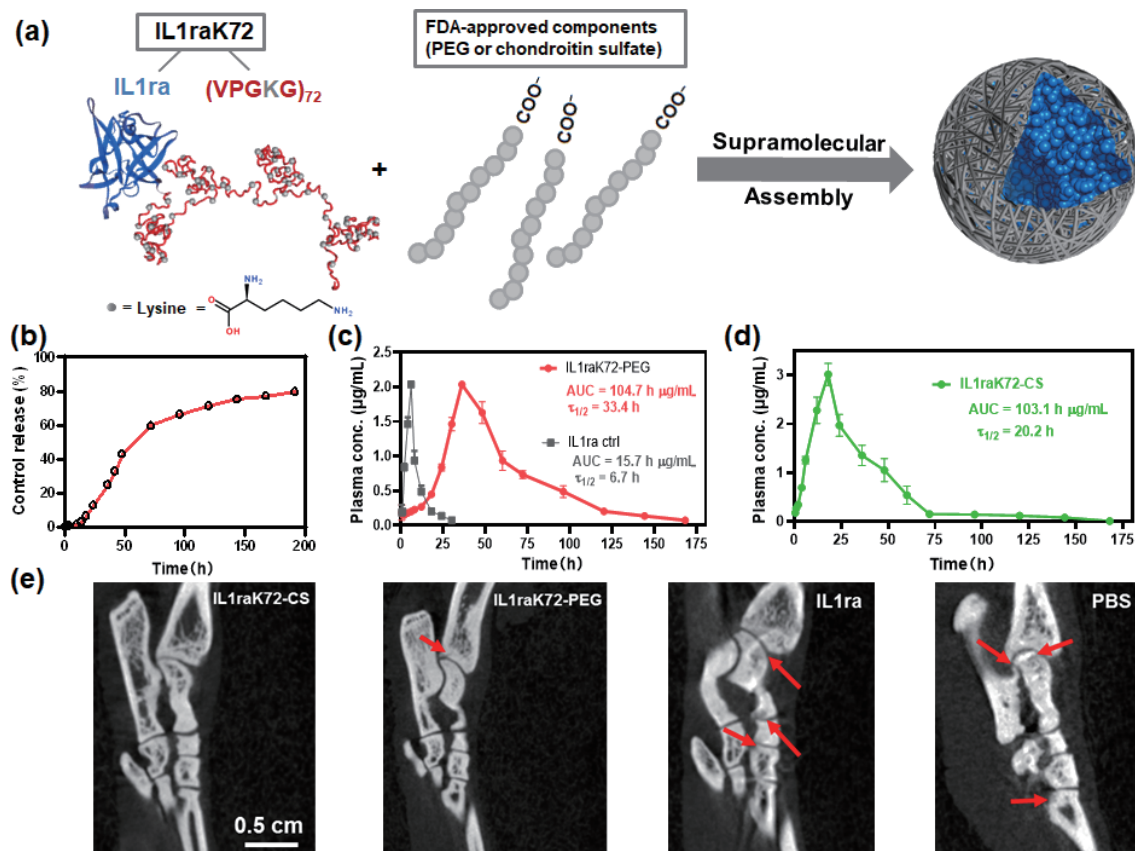 (a)
IL1raK72
IL1ra
(VPGKG)72
= Lysine =
NH2
O
OH
NH2
+
FDA-approved components
(PEG or chondroitin sulfate)
COO-
COO-
COO-
Supramolecular
Assembly
(b)
Control release (%)
100
80
60
40
20
0
0
50
100
150
200
Time(h)
(c)
Plasma conc. (μg/mL)
2.5
2.0
1.5
1.0
0.5
0.0
0
25
50
75
100
125
150
175
Time(h)
IL1raK72-PEG
AUC = 104.7 h μg/mL,
τ1/2 = 33.4 h
IL1ra ctrl
AUC = 15.7 h μg/mL,
τ1/2 = 6.7 h
(d)
Plasma conc. (μg/mL)
3
2
1
0
0
25
50
75
100
125
150
175
Time(h)
IL1raK72-CS
AUC = 103.1 h μg/mL
τ1/2 = 20.2 h
(e)
IL1raK72-CS
0.5 cm
IL1raK72-PEG
IL1ra
PBS